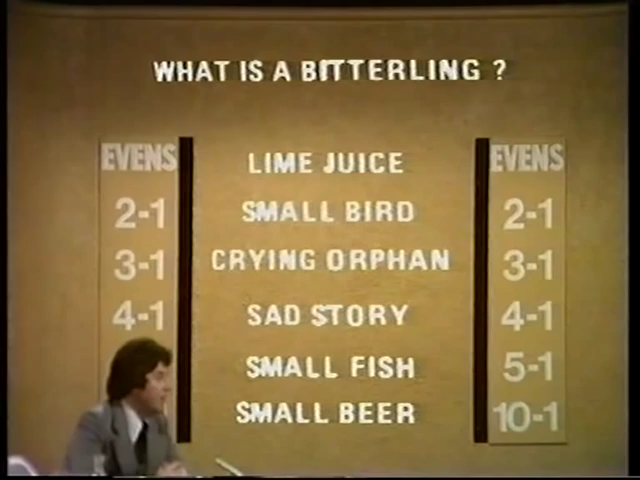 WHAT IS A BITTERLING ?
EVENS LIME JUICE EVENS
2-1 SMALL BIRD 2-1
3-1 CRYING ORPHAN 3-1
4-1 SAD STORY 4-1
SMALL FISH 5-1
SMALL BEER 10-1